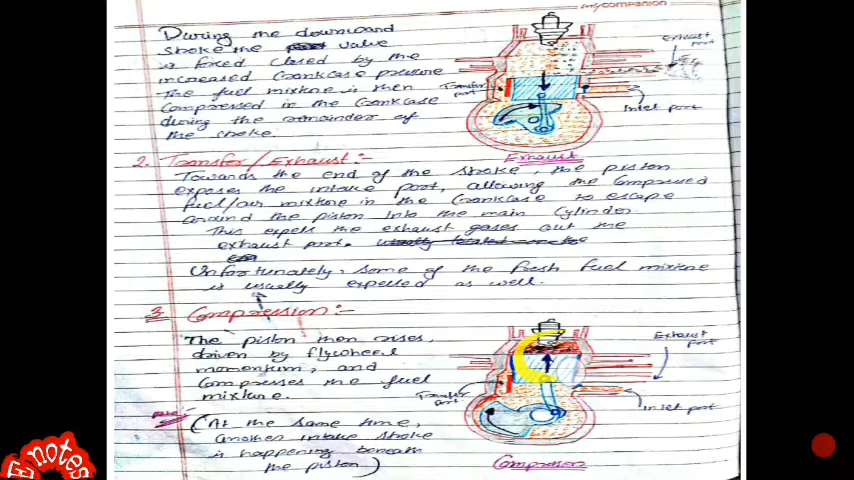 mycompanion
During the downward
stroke the valve
is forced closed by the
increased Crankcase pressure
The fuel mixture is then
Compressed in the Crankcase
during the remainder of
the stroke.
Exhaust port
Transfer port
Inlet port
Exhaust
2. Transfer/Exhaust:-
Towards the end of the stroke, the piston
exposes the intake port, allowing the Compressed
fuel/air mixture in the Crankcase to escape
around the piston into the main Cylinder
This expels the exhaust gases out the
exhaust port.
Unfortunately, some of the fresh fuel mixture
is usually expelled as well.
3. Compression:-
The piston then rises,
driven by flywheel
momentum, and
Compresses the fuel
mixture.
(At the same time,
another intake stroke
is happening beneath
the piston)
Exhaust port
Transfer port
Inlet port
Compression
E notes